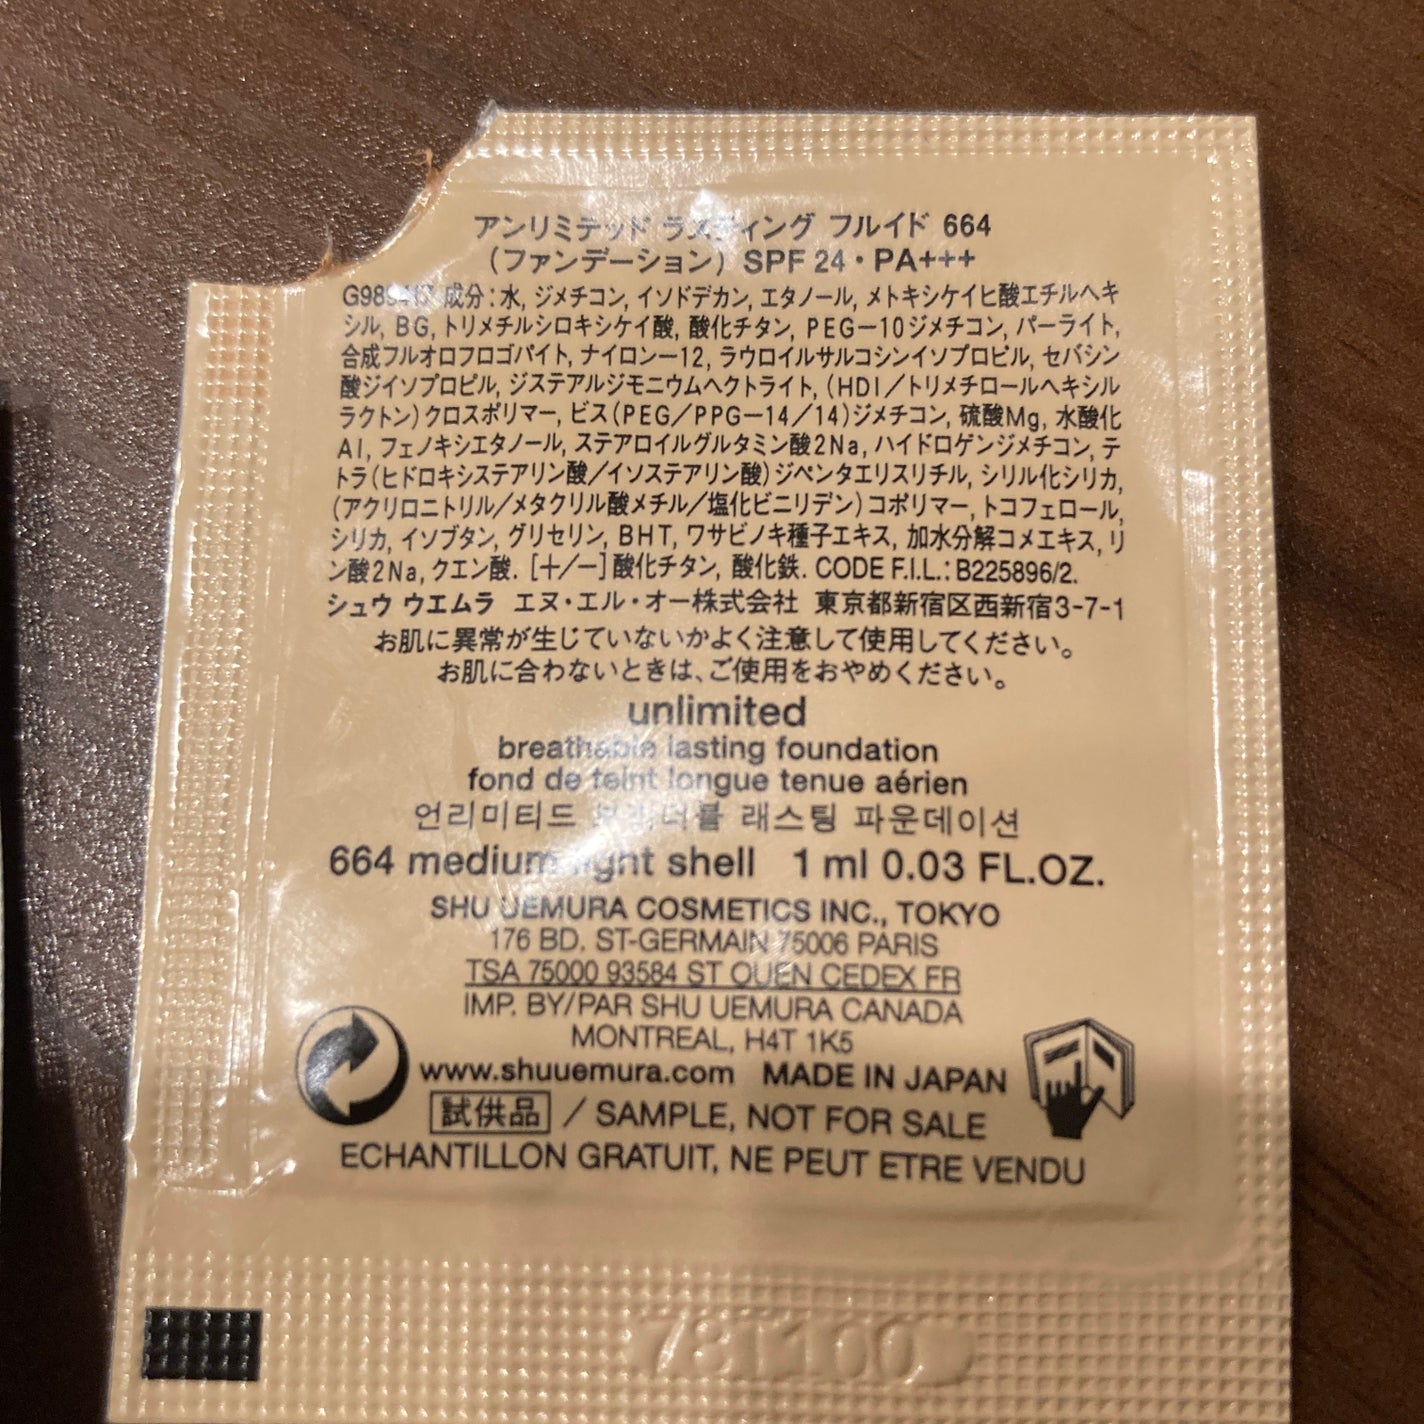 アンリミテッド ラスティング フルイド 664
(ファンデーション) SPF 24・PA+++
成分:水, ジメチコン, イソドデカン, エタノール, メトキシケイヒ酸エチルヘキ
シル, BG, トリメチルシロキシケイ酸, 酸化チタン, PEG－10ジメチコン, パーライト,
合成フルオロフロゴパイト, ナイロン－12, ラウロイルサルコシンイソプロピル, セバシン
酸ジイソプロピル, ジステアルジモニウムヘクトライト, (HDI／トリメチロールヘキシル
ラクトン)クロスポリマー, ビス(PEG／PPG－14／14)ジメチコン, 硫酸Mg, 水酸化
Al, フェノキシエタノール, ステアロイルグルタミン酸2Na, ハイドロゲンジメチコン, テ
トラ(ヒドロキシステアリン酸／イソステアリン酸)ジペンタエリスリチル, シリル化シリカ,
(アクリロニトリル／メタクリル酸メチル／塩化ビニリデン)コポリマー, トコフェロール,
シリカ, イソブタン, グリセリン, BHT, ワサビノキ種子エキス, 加水分解コメエキス, リ
ン酸2Na, クエン酸. [＋/－]酸化チタン, 酸化鉄. CODE F.I.L.: B225896/2.
シュウ ウエムラ エヌ・エル・オー株式会社 東京都新宿区西新宿3-7-1
お肌に異常が生じていないかよく注意して使用してください。
お肌に合わないときは、ご使用をおやめください。
unlimited
breathable lasting foundation
fond de teint longue tenue aérien
언리미티드 브레더블 래스팅 파운데이션
664 medium light shell 1 ml 0.03 FL.OZ.
SHU UEMURA COSMETICS INC., TOKYO
176 BD. ST-GERMAIN 75006 PARIS
TSA 75000 93584 ST OUEN CEDEX FR
IMP. BY/PAR SHU UEMURA CANADA
MONTREAL, H4T 1K5
www.shuuemura.com MADE IN JAPAN
試供品 / SAMPLE, NOT FOR SALE
ECHANTILLON GRATUIT, NE PEUT ETRE VENDU